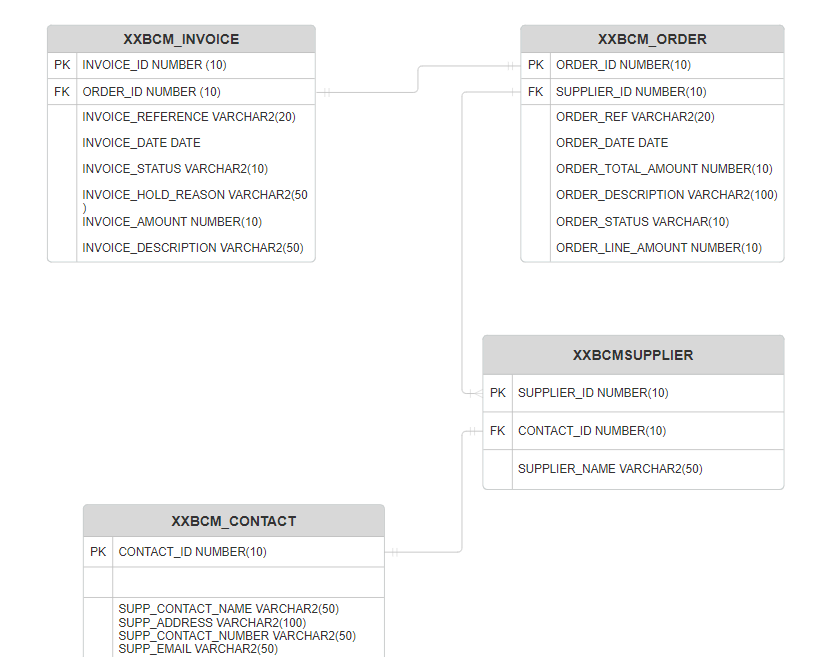 XXBCM_INVOICE
PK INVOICE_ID NUMBER (10)
FK ORDER_ID NUMBER (10)
INVOICE_REFERENCE VARCHAR2(20)
INVOICE_DATE DATE
INVOICE_STATUS VARCHAR2(10)
INVOICE_HOLD_REASON VARCHAR2(50
)
INVOICE_AMOUNT NUMBER(10)
INVOICE_DESCRIPTION VARCHAR2(50)
XXBCM_ORDER
PK ORDER_ID NUMBER(10)
FK SUPPLIER_ID NUMBER(10)
ORDER_REF VARCHAR2(20)
ORDER_DATE DATE
ORDER_TOTAL_AMOUNT NUMBER(10)
ORDER_DESCRIPTION VARCHAR2(100)
ORDER_STATUS VARCHAR(10)
ORDER_LINE_AMOUNT NUMBER(10)
XXBCMSUPPLIER
PK SUPPLIER_ID NUMBER(10)
FK CONTACT_ID NUMBER(10)
SUPPLIER_NAME VARCHAR2(50)
XXBCM_CONTACT
PK CONTACT_ID NUMBER(10)
SUPP_CONTACT_NAME VARCHAR2(50)
SUPP_ADDRESS VARCHAR2(100)
SUPP_CONTACT_NUMBER VARCHAR2(50)
SUPP_EMAIL VARCHAR2(50)